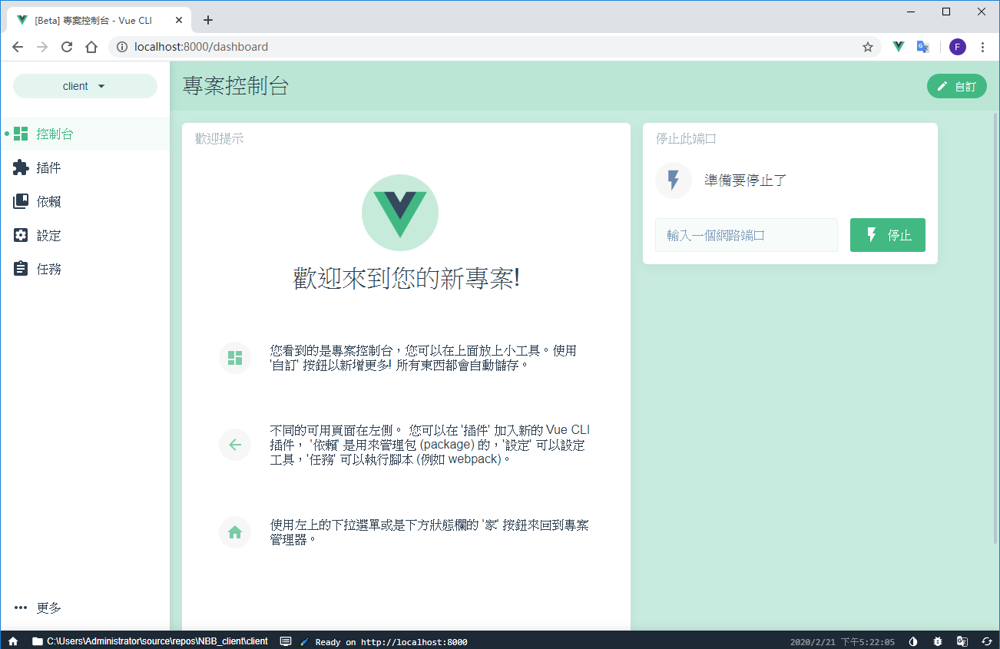 [Beta] 專案控制台 - Vue CLI
localhost:8000/dashboard
F
client
專案控制台
自訂
控制台
插件
依賴
設定
任務
更多
歡迎提示
歡迎來到您的新專案!
您看到的是專案控制台，您可以在上面放上小工具。使用
'自訂' 按鈕以新增更多! 所有東西都會自動儲存。
不同的可用頁面在左側。 您可以在 '插件' 加入新的 Vue CLI
插件， '依賴' 是用來管理包 (package) 的，'設定' 可以設定
工具，'任務' 可以執行腳本 (例如 webpack)。
使用左上的下拉選單或是下方狀態欄的 '家' 按鈕來回到專案
管理器。
停止此端口
準備要停止了
輸入一個網路端口
停止
C:\Users\Administrator\source\repos\NBB_client\client
Ready on http://localhost:8000
2020/2/21 下午5:22:05